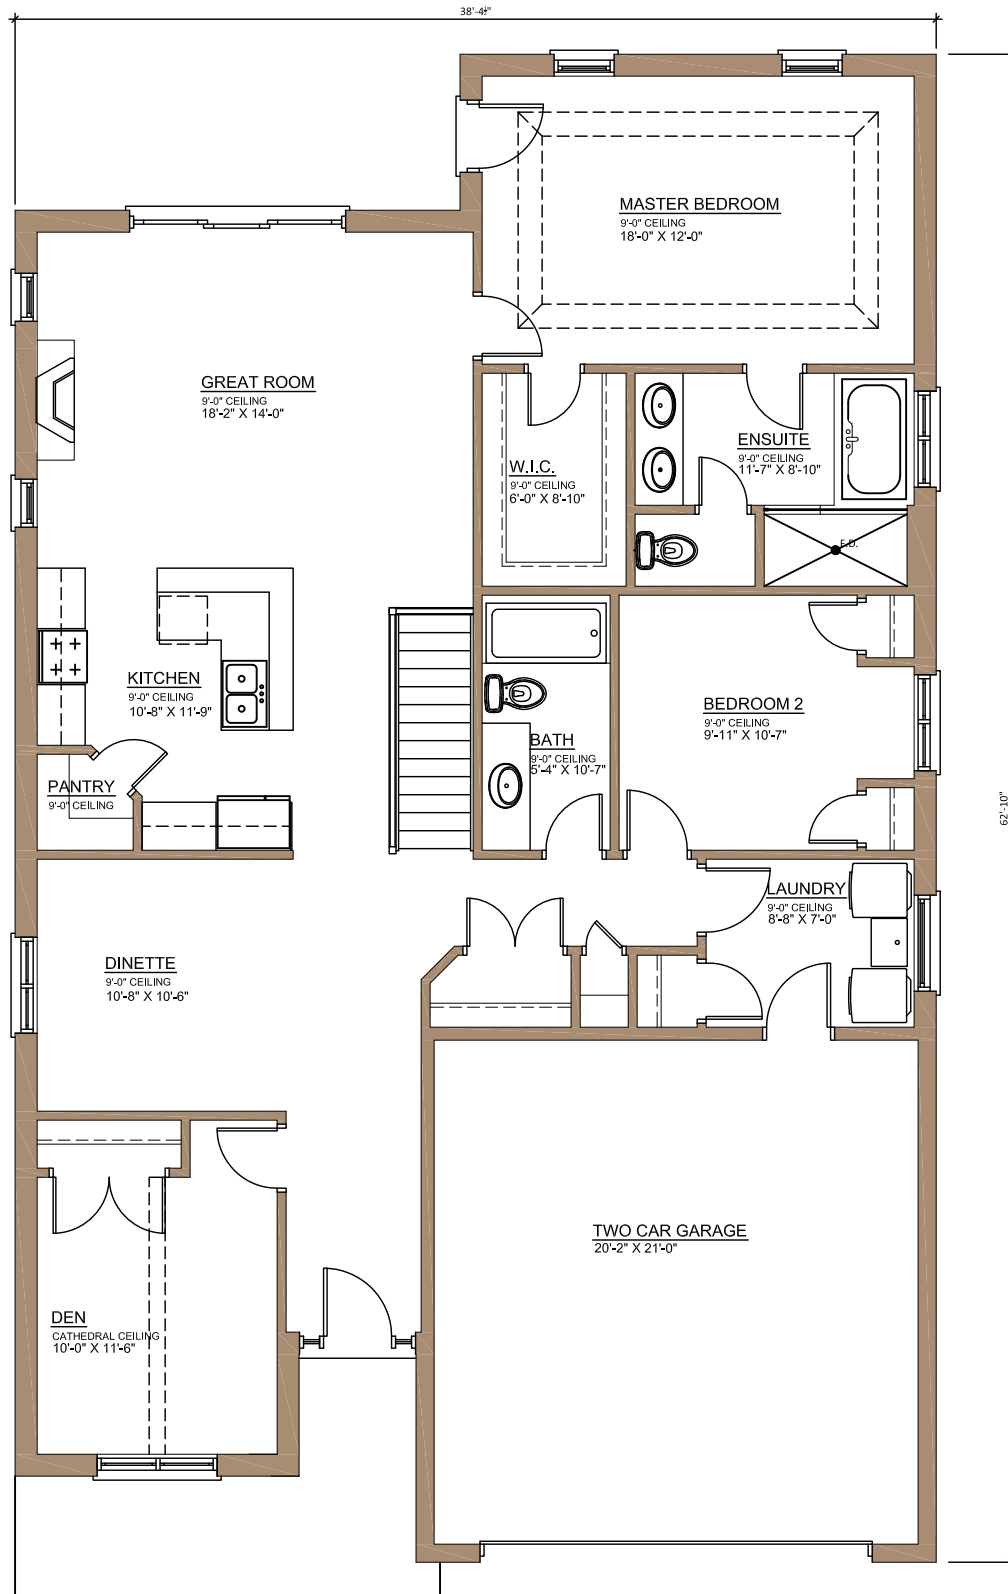 38'-4½"
MASTER BEDROOM
9'-0" CEILING
18'-0" X 12'-0"
GREAT ROOM
9'-0" CEILING
18'-2" X 14'-0"
ENSUITE
9'-0" CEILING
11'-7" X 8'-10"
W.I.C.
9'-0" CEILING
6'-0" X 8'-10"
F.D.
KITCHEN
9'-0" CEILING
10'-8" X 11'-9"
BEDROOM 2
9'-0" CEILING
9'-11" X 10'-7"
BATH
9'-0" CEILING
5'-4" X 10'-7"
PANTRY
9'-0" CEILING
62'-10"
LAUNDRY
9'-0" CEILING
8'-8" X 7'-0"
DINETTE
9'-0" CEILING
10'-8" X 10'-6"
TWO CAR GARAGE
20'-2" X 21'-0"
DEN
CATHEDRAL CEILING
10'-0" X 11'-6"